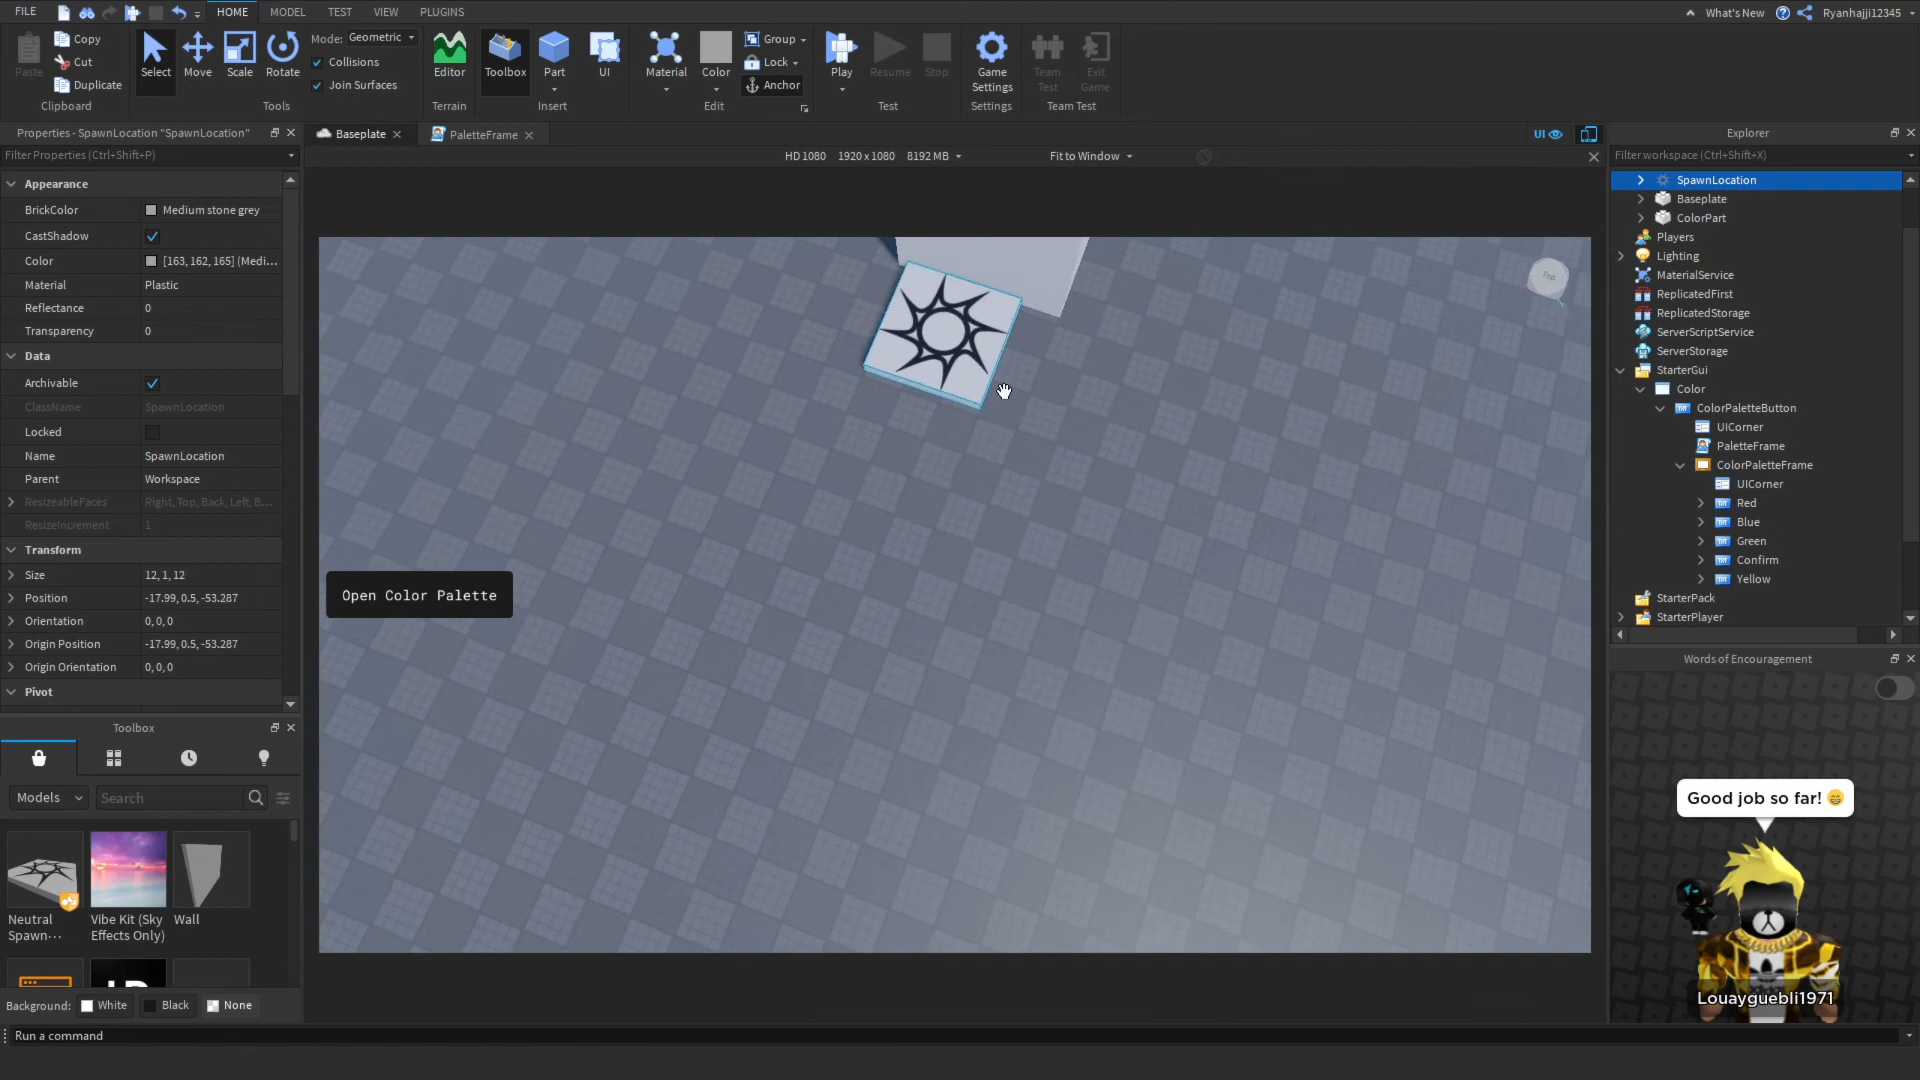 FILE
HOME
MODEL
TEST
VIEW
PLUGINS
What's New
Ryanhajji12345
Paste
Copy
Cut
Duplicate
Clipboard
Select
Move
Scale
Rotate
Mode: Geometric
Collisions
Join Surfaces
Tools
Editor
Terrain
Toolbox
Part
UI
Insert
Material
Color
Group
Lock
Anchor
Edit
Play
Resume
Stop
Test
Game
Settings
Settings
Team
Test
Exit
Game
Team Test
Properties - SpawnLocation "SpawnLocation"
Filter Properties (Ctrl+Shift+P)
Appearance
BrickColor Medium stone grey
CastShadow
Color [163, 162, 165] (Medi...
Material Plastic
Reflectance 0
Transparency 0
Data
Archivable
ClassName SpawnLocation
Locked
Name SpawnLocation
Parent Workspace
ResizeableFaces Right, Top, Back, Left, B...
ResizeIncrement 1
Transform
Size 12, 1, 12
Position -17.99, 0.5, -53.287
Orientation 0, 0, 0
Origin Position -17.99, 0.5, -53.287
Origin Orientation 0, 0, 0
Pivot
Toolbox
Models
Search
Neutral
Spawn...
Vibe Kit (Sky
Effects Only)
Wall
Background: White Black None
Run a command
Baseplate
PaletteFrame
UI
HD 1080 1920 x 1080 8192 MB
Fit to Window
Top
Open Color Palette
Explorer
Filter workspace (Ctrl+Shift+X)
SpawnLocation
Baseplate
ColorPart
Players
Lighting
MaterialService
ReplicatedFirst
ReplicatedStorage
ServerScriptService
ServerStorage
StarterGui
Color
ColorPaletteButton
UICorner
PaletteFrame
ColorPaletteFrame
UICorner
Red
Blue
Green
Confirm
Yellow
StarterPack
StarterPlayer
Words of Encouragement
Good job so far! 😁
Louayguebli1971